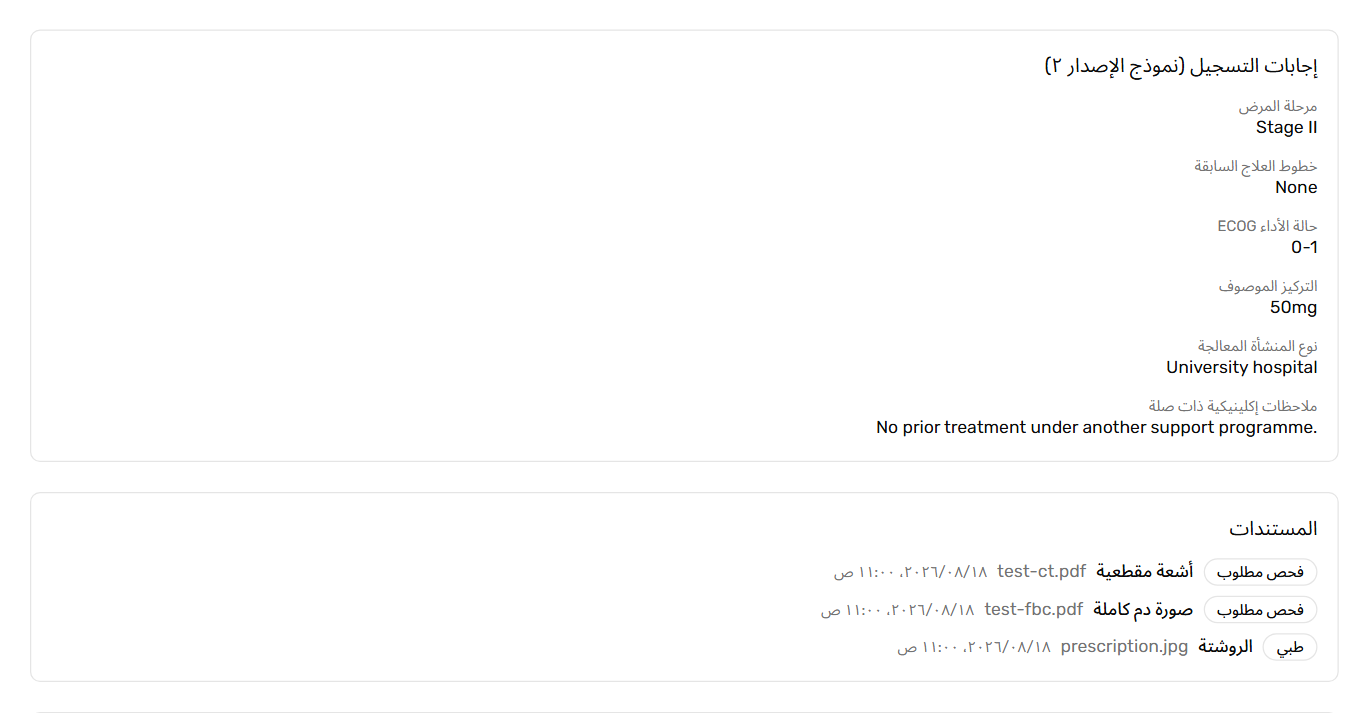 إجابات التسجيل (نموذج الإصدار ٢)
مرحلة المرض
Stage II
خطوط العلاج السابقة
None
حالة الأداء ECOG
0-1
التركيز الموصوف
50mg
نوع المنشأة المعالجة
University hospital
ملاحظات إكلينيكية ذات صلة
No prior treatment under another support programme.
المستندات
فحص مطلوب أشعة مقطعية test-ct.pdf ٢٠٢٦/٠٨/١٨، ١١:٠٠ ص
فحص مطلوب صورة دم كاملة test-fbc.pdf ٢٠٢٦/٠٨/١٨، ١١:٠٠ ص
طبي الروشتة prescription.jpg ٢٠٢٦/٠٨/١٨، ١١:٠٠ ص